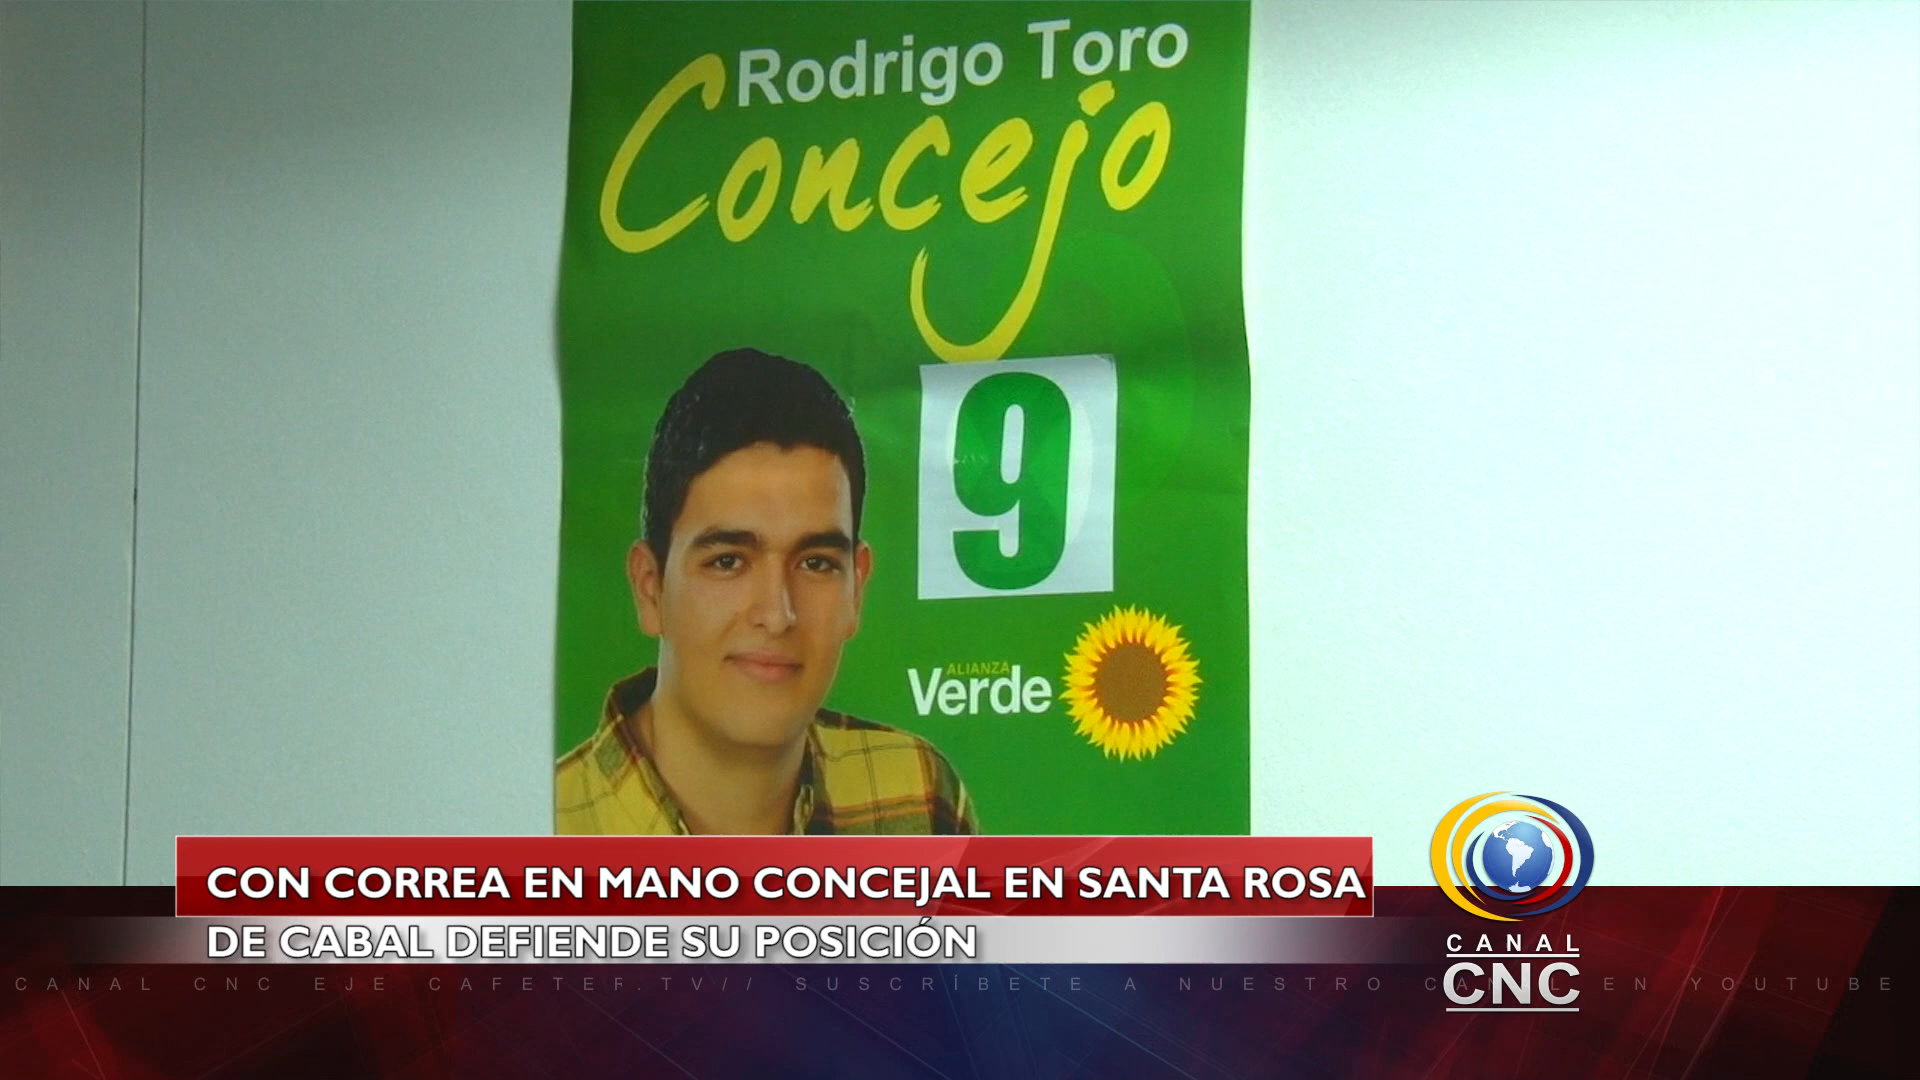 Rodrigo Toro
Concejo
9
ALIANZA
Verde
CON CORREA EN MANO CONCEJAL EN SANTA ROSA
DE CABAL DEFIENDE SU POSICIÓN
CANAL CNC EJE CAFETEF.TV// SUSCRÍBETE A NUESTRO CANAL EN YOUTUBE
CANAL
CNC